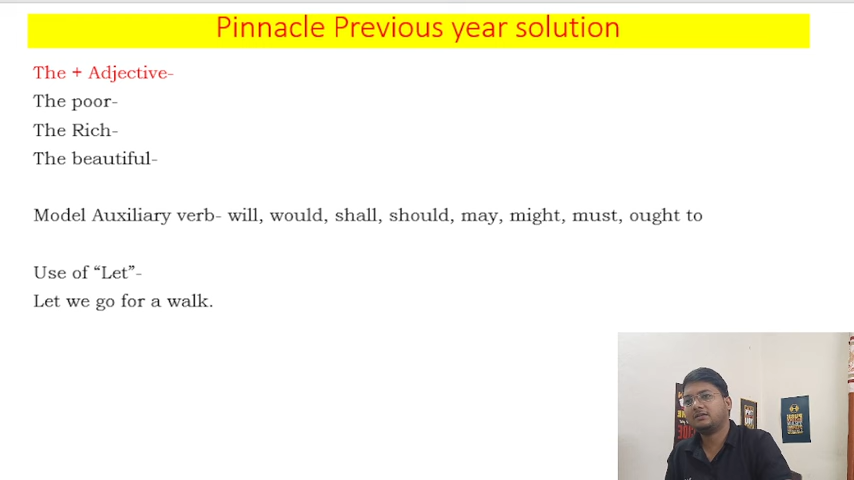 Pinnacle Previous year solution
The + Adjective-
The poor-
The Rich-
The beautiful-
Model Auxiliary verb- will, would, shall, should, may, might, must, ought to
Use of “Let”-
Let we go for a walk.